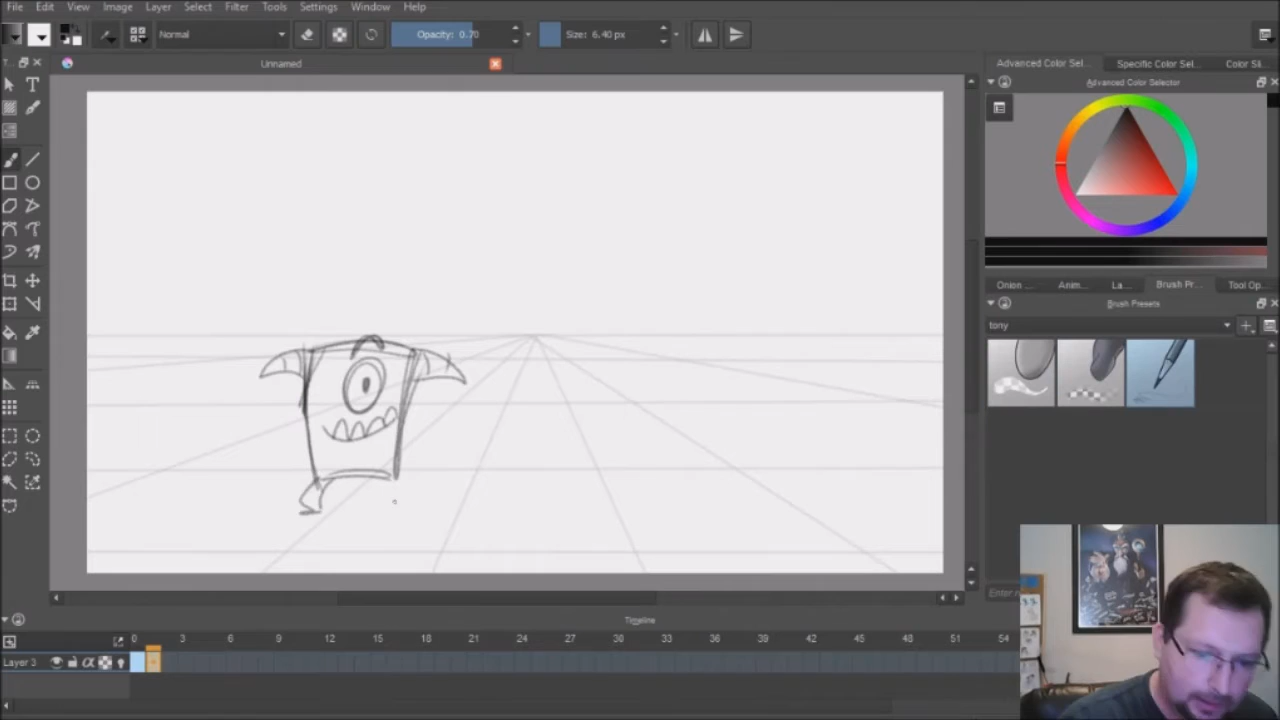 File Edit View Image Layer Select Filter Tools Settings Window Help
Normal Opacity: 0.70 Size: 6.40 px
T...
Unnamed
Advanced Color Sel... Specific Color Sel... Color Sli...
Advanced Color Selector
Onion ... Anim... La... Brush Pr... Tool Op...
Brush Presets
tony
Enter
Timeline
0 3 6 9 12 15 18 21 24 27 30 33 36 39 42 45 48 51 54
Layer 3